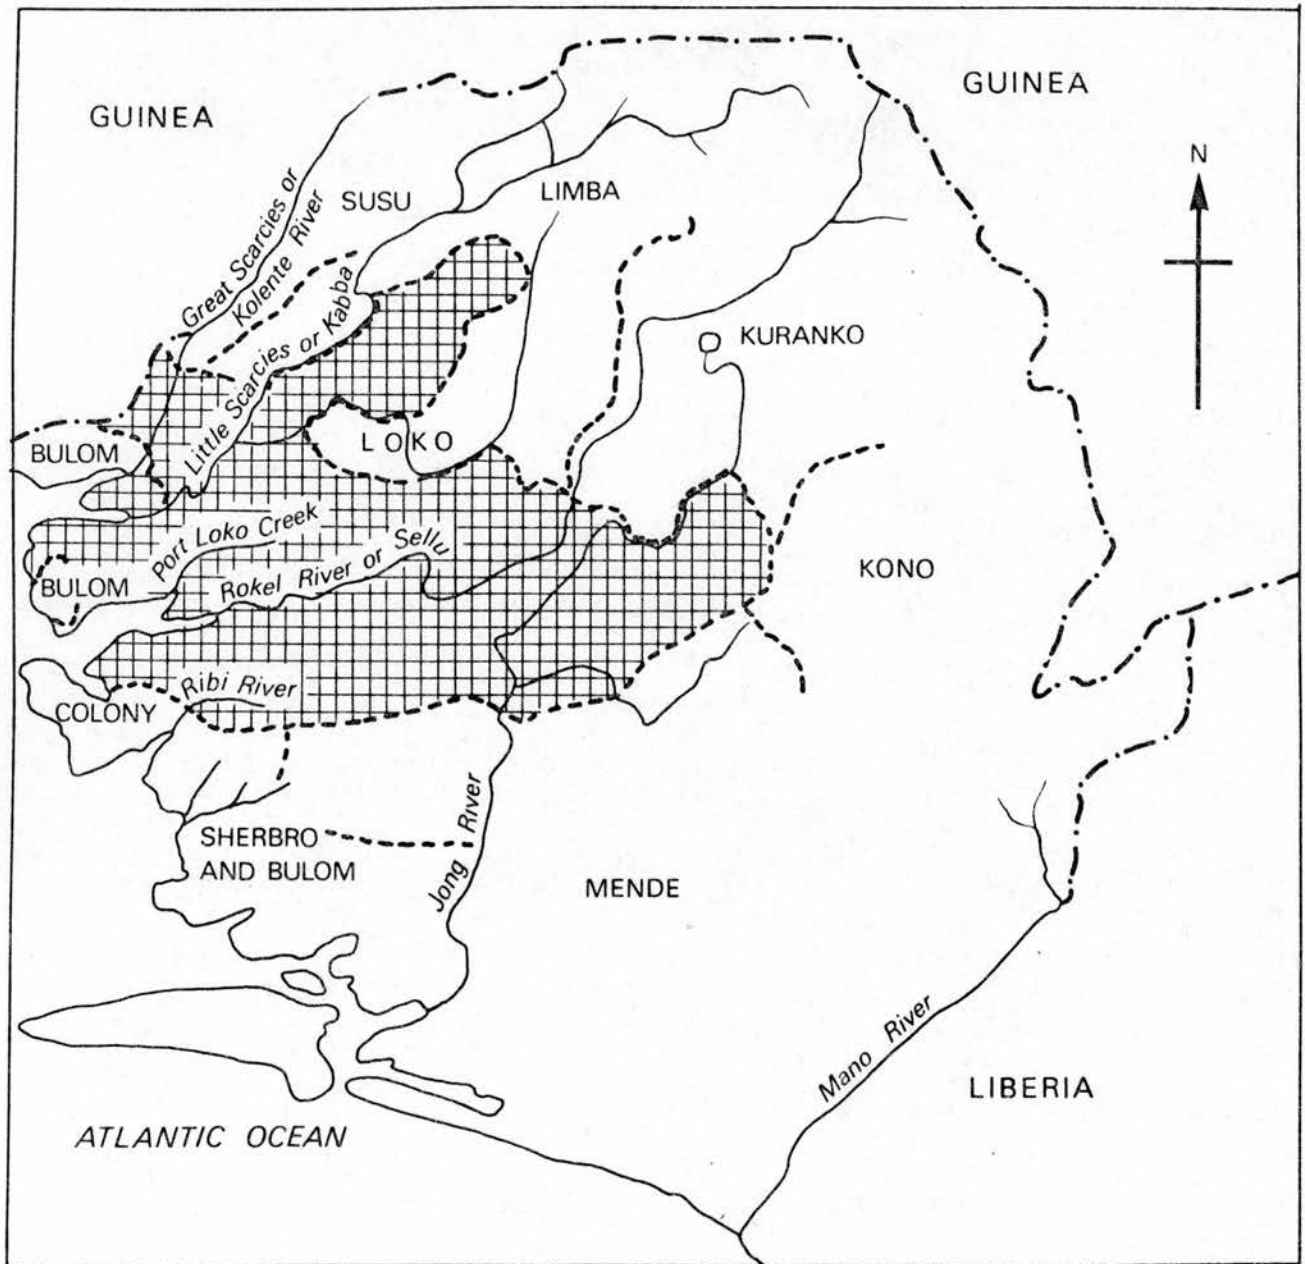 GUINEA
GUINEA
N
Great Scarcies or
Kolente River
SUSU
LIMBA
Little Scarcies or Kabba
KURANKO
BULOM
LOKO
Port Loko Creek
BULOM
Rokel River or Sellu
KONO
Ribi River
COLONY
SHERBRO
AND BULOM
Jong River
MENDE
Mano River
LIBERIA
ATLANTIC OCEAN